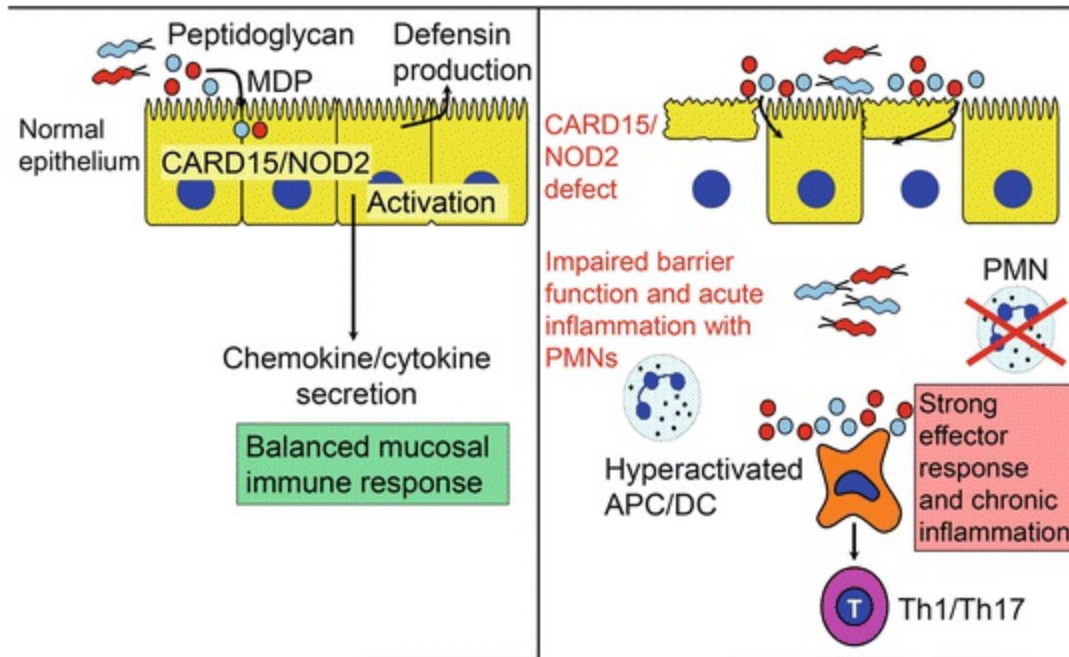 Peptidoglycan
MDP
Defensin
production
Normal
epithelium
CARD15/NOD2
Activation
Chemokine/cytokine
secretion
Balanced mucosal
immune response
CARD15/
NOD2
defect
Impaired barrier
function and acute
inflammation with
PMNs
PMN
Hyperactivated
APC/DC
Strong
effector
response
and chronic
inflammation
T
Th1/Th17